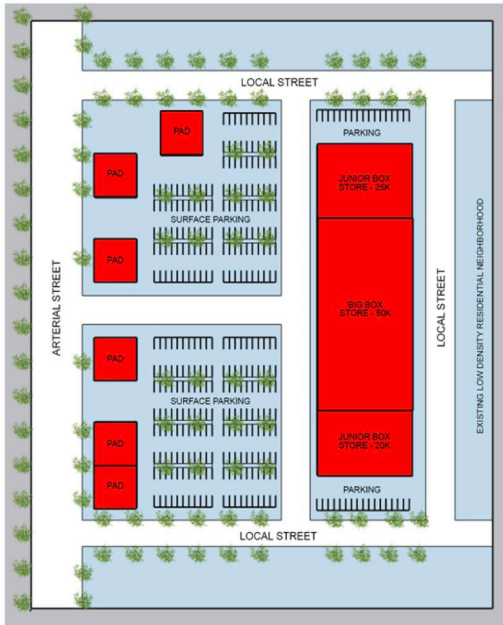 LOCAL STREET
PAD
PARKING
PAD
JUNIOR BOX
STORE - 25K
SURFACE PARKING
PAD
ARTERIAL STREET
BIG BOX
STORE - 50K
LOCAL STREET
EXISTING LOW DENSITY RESIDENTIAL NEIGHBORHOOD
PAD
SURFACE PARKING
PAD
JUNIOR BOX
STORE - 20K
PAD
PARKING
LOCAL STREET